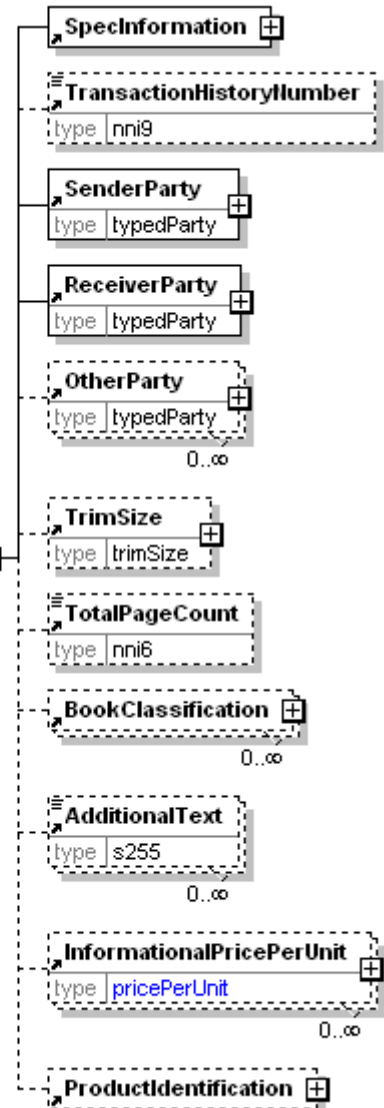 SpecInformation
TransactionHistoryNumber
type nni9
SenderParty
type typedParty
ReceiverParty
type typedParty
OtherParty
type typedParty
0..∞
TrimSize
type trimSize
TotalPageCount
type nni6
BookClassification
0..∞
AdditionalText
type s255
0..∞
InformationalPricePerUnit
type pricePerUnit
0..∞
ProductIdentification